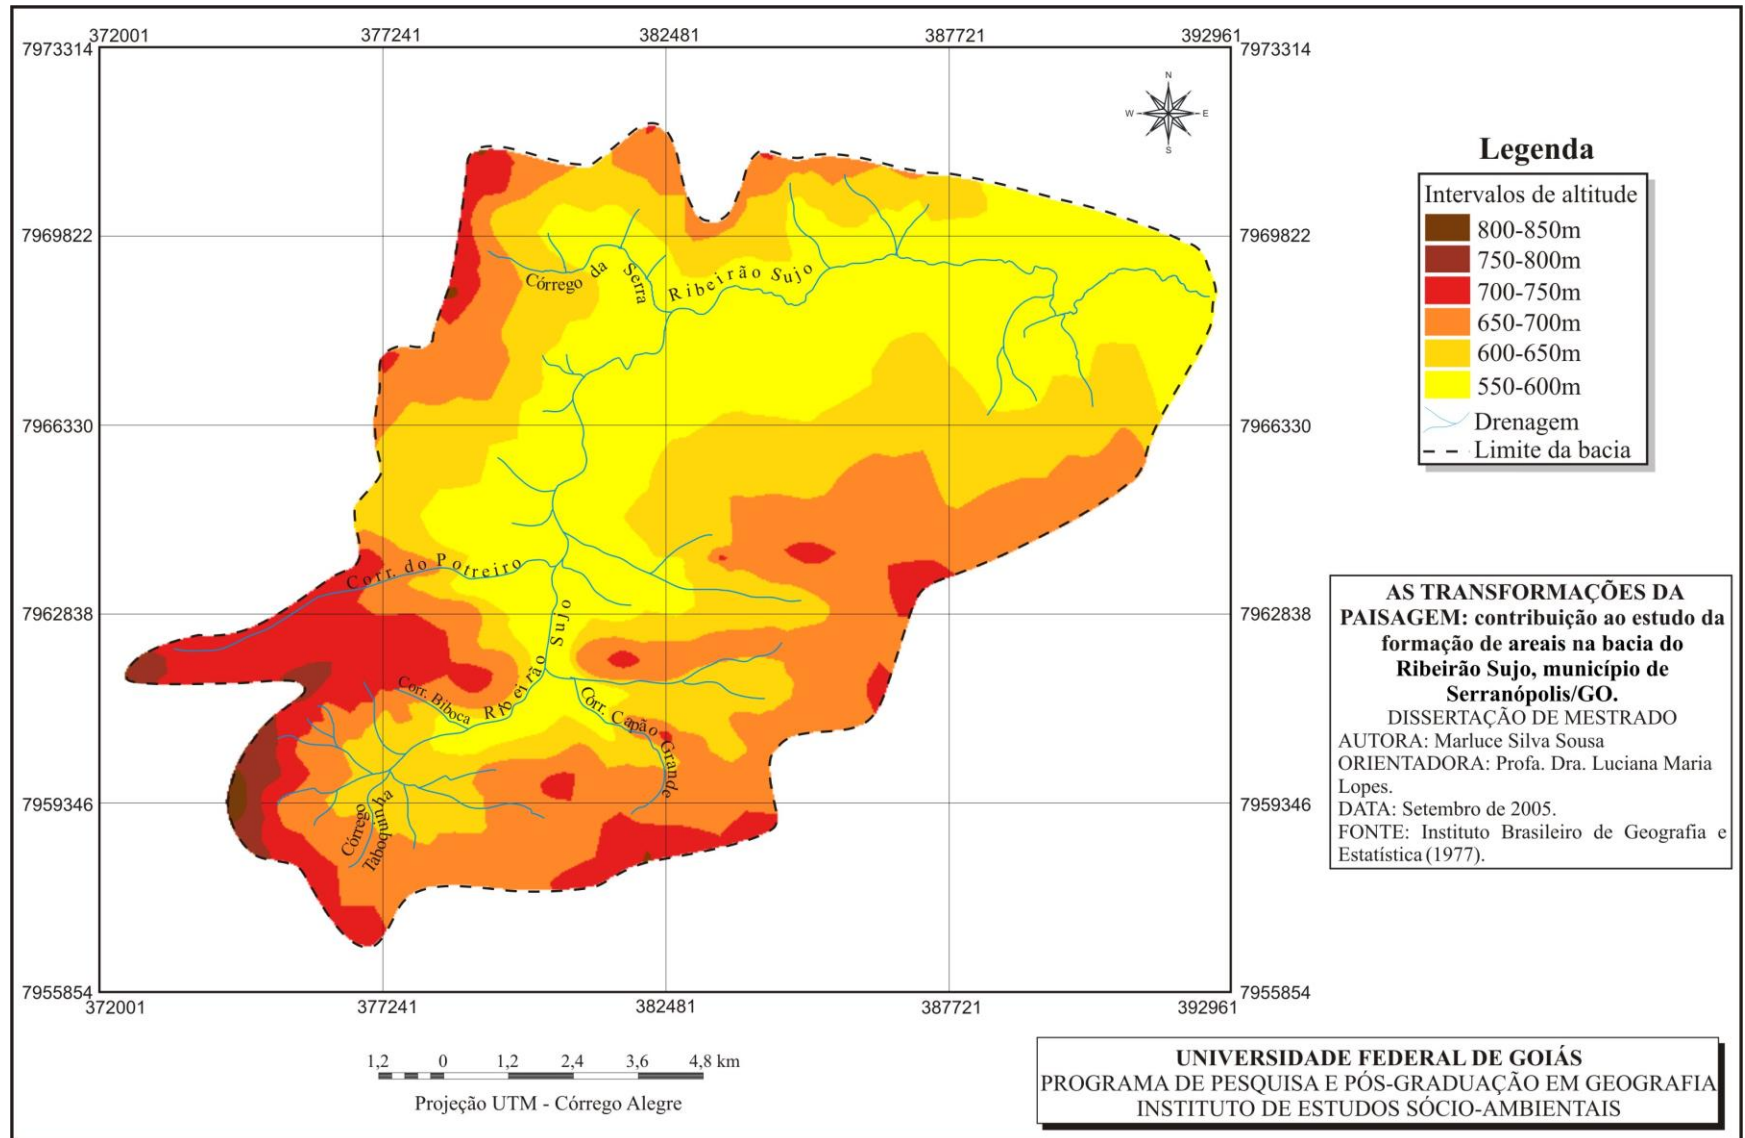 372001 377241 382481 387721 392961
7973314 7973314
N
W E
S
7969822 7969822
Córrego da Serra
Ribeirão Sujo
7966330 7966330
Corr. do Potreiro
7962838 7962838
Ribeirão Sujo
Corr. Biboca
Corr. Capão Grande
7959346 7959346
Córrego
Taboquinha
7955854 7955854
372001 377241 382481 387721 392961
Legenda
Intervalos de altitude
800-850m
750-800m
700-750m
650-700m
600-650m
550-600m
Drenagem
Limite da bacia
AS TRANSFORMAÇÕES DA
PAISAGEM: contribuição ao estudo da
formação de areais na bacia do
Ribeirão Sujo, município de
Serranópolis/GO.
DISSERTAÇÃO DE MESTRADO
AUTORA: Marluce Silva Sousa
ORIENTADORA: Profa. Dra. Luciana Maria
Lopes.
DATA: Setembro de 2005.
FONTE: Instituto Brasileiro de Geografia e
Estatística (1977).
1,2 0 1,2 2,4 3,6 4,8 km
Projeção UTM - Córrego Alegre
UNIVERSIDADE FEDERAL DE GOIÁS
PROGRAMA DE PESQUISA E PÓS-GRADUAÇÃO EM GEOGRAFIA
INSTITUTO DE ESTUDOS SÓCIO-AMBIENTAIS